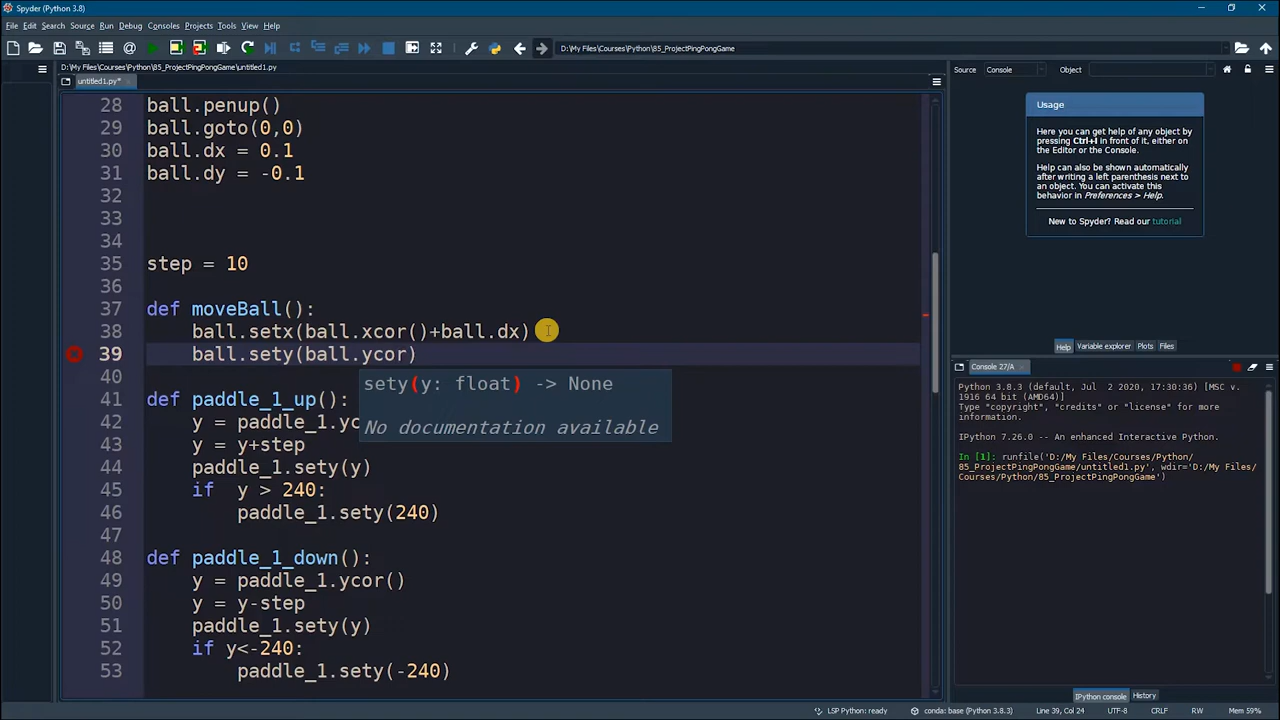 Spyder (Python 3.8)
File Edit Search Source Run Debug Consoles Projects Tools View Help
D:\My Files\Courses\Python\85_ProjectPingPongGame
D:\My Files\Courses\Python\85_ProjectPingPongGame\untitled1.py
Source Console Object
untitled1.py*
28 ball.penup()
29 ball.goto(0,0)
30 ball.dx = 0.1
31 ball.dy = -0.1
32
33
34
35 step = 10
36
37 def moveBall():
38 ball.setx(ball.xcor()+ball.dx)
39 ball.sety(ball.ycor)
40
sety(y: float) -> None
No documentation available
41 def paddle_1_up():
42 y = paddle_1.yc
43 y = y+step
44 paddle_1.sety(y)
45 if y > 240:
46 paddle_1.sety(240)
47
48 def paddle_1_down():
49 y = paddle_1.ycor()
50 y = y-step
51 paddle_1.sety(y)
52 if y<-240:
53 paddle_1.sety(-240)
Usage
Here you can get help of any object by
pressing Ctrl+I in front of it, either on
the Editor or the Console.
Help can also be shown automatically
after writing a left parenthesis next to
an object. You can activate this
behavior in Preferences > Help.
New to Spyder? Read our tutorial
Help Variable explorer Plots Files
Console 27/A
Python 3.8.3 (default, Jul 2 2020, 17:30:36) [MSC v.
1916 64 bit (AMD64)]
Type "copyright", "credits" or "license" for more
information.
IPython 7.26.0 -- An enhanced Interactive Python.
In [1]: runfile('D:/My Files/Courses/Python/
85_ProjectPingPongGame/untitled1.py', wdir='D:/My Files/
Courses/Python/85_ProjectPingPongGame')
IPython console History
LSP Python: ready conda: base (Python 3.8.3) Line 39, Col 24 UTF-8 CRLF RW Mem 59%